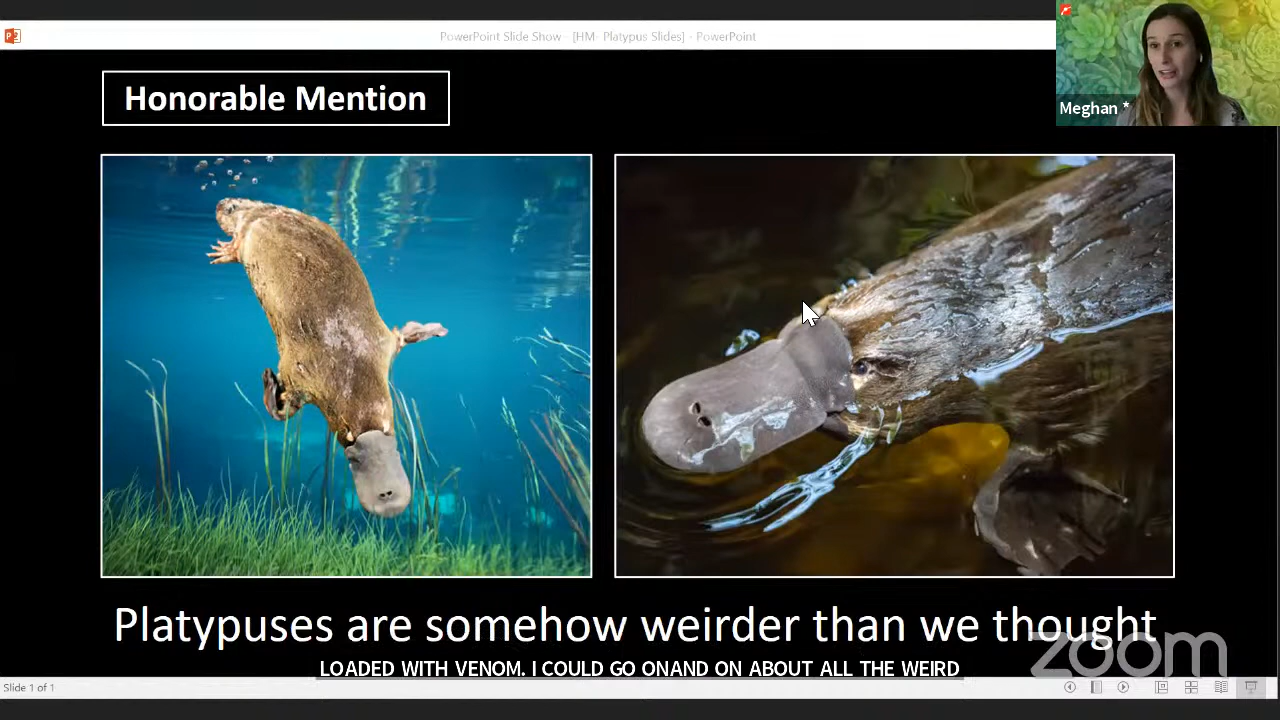 PowerPoint Slide Show - [HM- Platypus Slides] - PowerPoint
Honorable Mention
Meghan *
Platypuses are somehow weirder than we thought
zoom
LOADED WITH VENOM. I COULD GO ONAND ON ABOUT ALL THE WEIRD
Slide 1 of 1